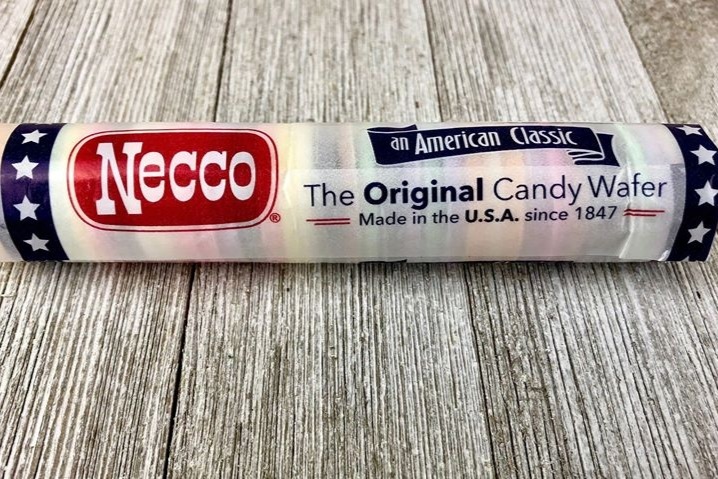 Necco®
an American Classic
The Original Candy Wafer
Made in the U.S.A. since 1847